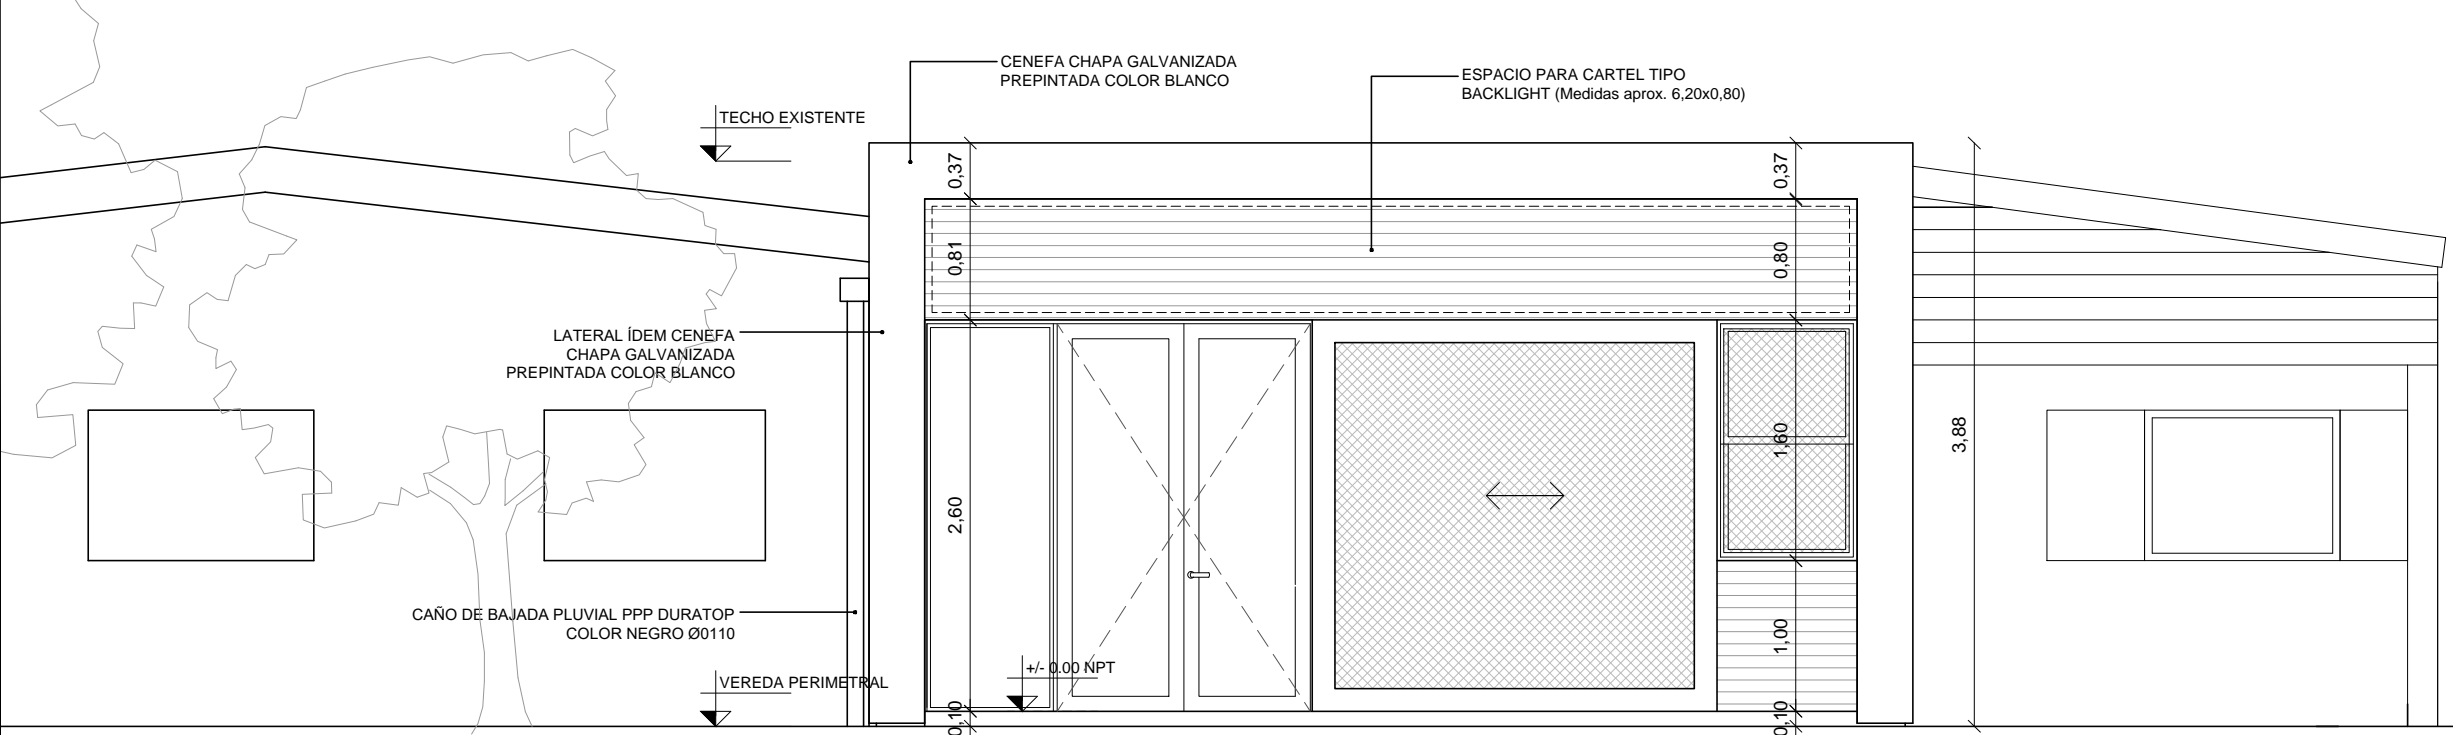 CENEFA CHAPA GALVANIZADA
PREPINTADA COLOR BLANCO
ESPACIO PARA CARTEL TIPO
BACKLIGHT (Medidas aprox. 6,20x0,80)
TECHO EXISTENTE
0,37
0,37
0,81
0,80
LATERAL ÍDEM CENEFA
CHAPA GALVANIZADA
PREPINTADA COLOR BLANCO
1,60
3,88
2,60
CAÑO DE BAJADA PLUVIAL PPP DURATOP
COLOR NEGRO Ø0110
1,00
+/- 0.00 NPT
VEREDA PERIMETRAL
0,10
0,10